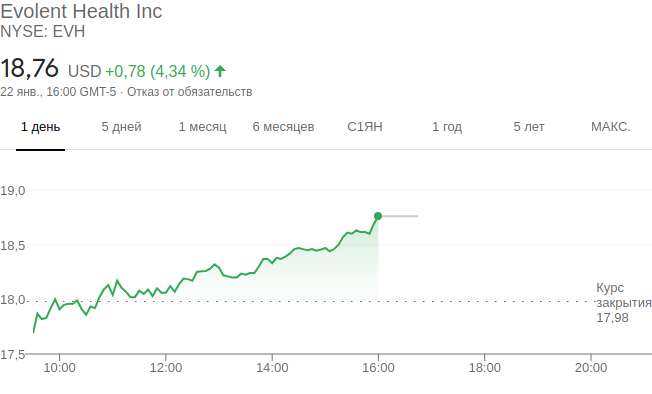 Evolent Health Inc
NYSE: EVH
18,76 USD +0,78 (4,34 %)
22 янв., 16:00 GMT-5 · Отказ от обязательств
1 день 5 дней 1 месяц 6 месяцев С1ЯН 1 год 5 лет МАКС.
19,0
18,5
18,0
Курс
закрытия
17,98
17,5
10:00 12:00 14:00 16:00 18:00 20:00